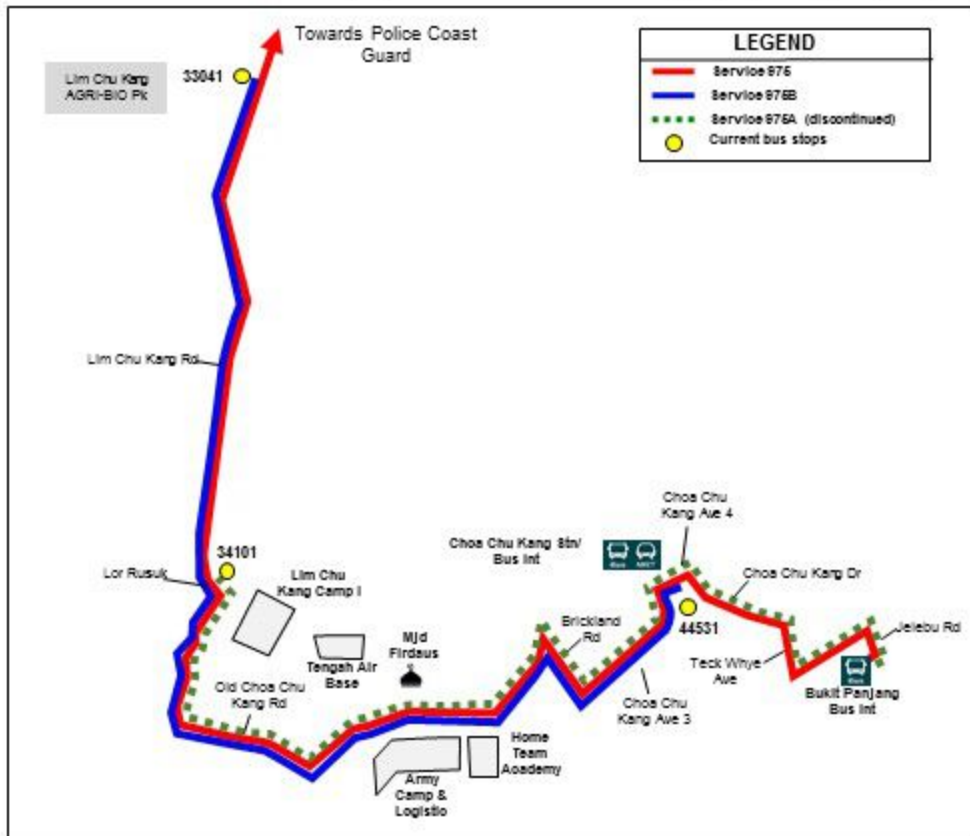 Towards Police Coast
Guard
LEGEND
Service 975
Service 975B
Service 975A (discontinued)
Current bus stops
33041
Lim Chu Kang
AGRI-BIO Pk
Lim Chu Kang Rd
34101
Lor Rusuk
Lim Chu
Kang Camp I
Tengah Air
Base
Mjd
Firdaus
Old Choa Chu
Kang Rd
Army
Camp &
Logistic
Home
Team
Academy
Choa Chu Kang Stn/
Bus Int
Bus
MRT
Brickland
Rd
Choa Chu
Kang Ave 3
Choa Chu
Kang Ave 4
44531
Choa Chu Kang Dr
Teck Whye
Ave
Jelebu Rd
Bus
Bukit Panjang
Bus Int